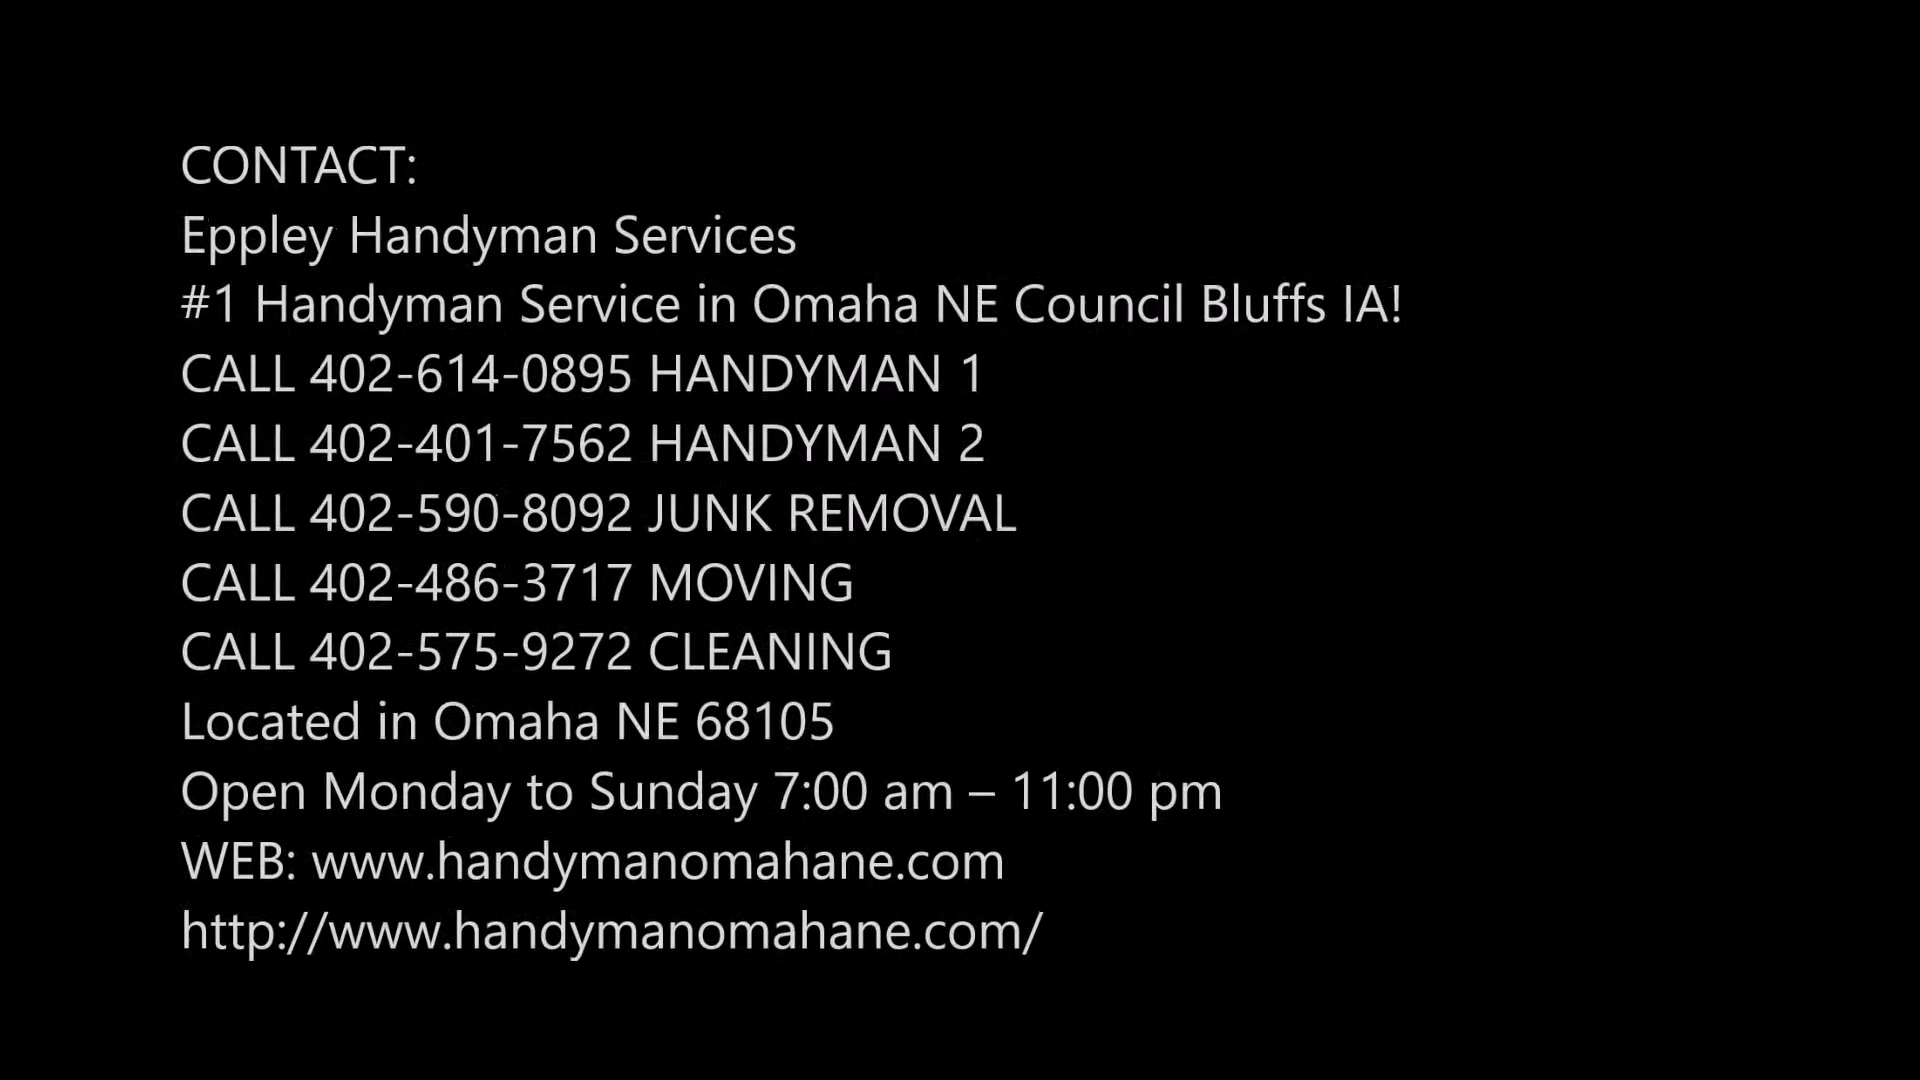 CONTACT:
Eppley Handyman Services
#1 Handyman Service in Omaha NE Council Bluffs IA!
CALL 402-614-0895 HANDYMAN 1
CALL 402-401-7562 HANDYMAN 2
CALL 402-590-8092 JUNK REMOVAL
CALL 402-486-3717 MOVING
CALL 402-575-9272 CLEANING
Located in Omaha NE 68105
Open Monday to Sunday 7:00 am – 11:00 pm
WEB: www.handymanomahane.com
http://www.handymanomahane.com/